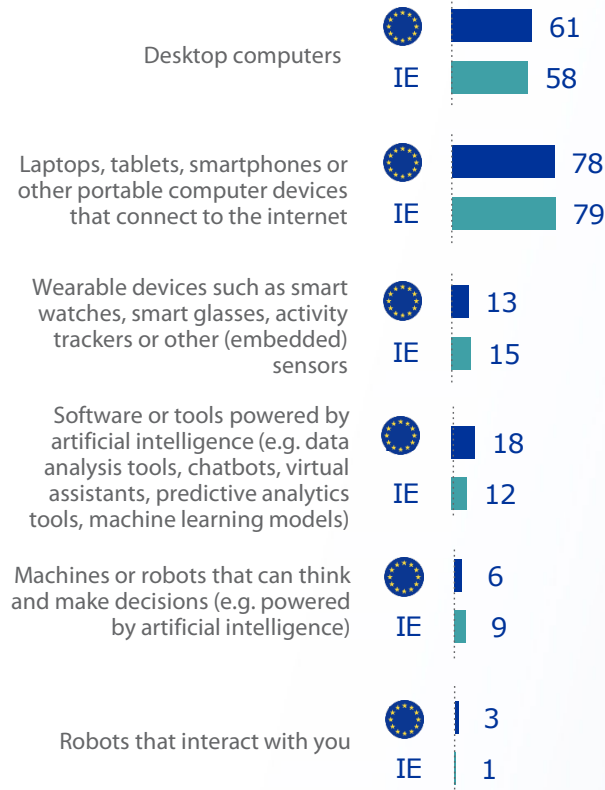 61
Desktop computers
IE
58
Laptops, tablets, smartphones or
other portable computer devices
that connect to the internet
78
IE
79
Wearable devices such as smart
watches, smart glasses, activity
trackers or other (embedded)
sensors
13
IE
15
Software or tools powered by
artificial intelligence (e.g. data
analysis tools, chatbots, virtual
assistants, predictive analytics
tools, machine learning models)
18
IE
12
Machines or robots that can think
and make decisions (e.g. powered
by artificial intelligence)
6
IE
9
Robots that interact with you
3
IE
1